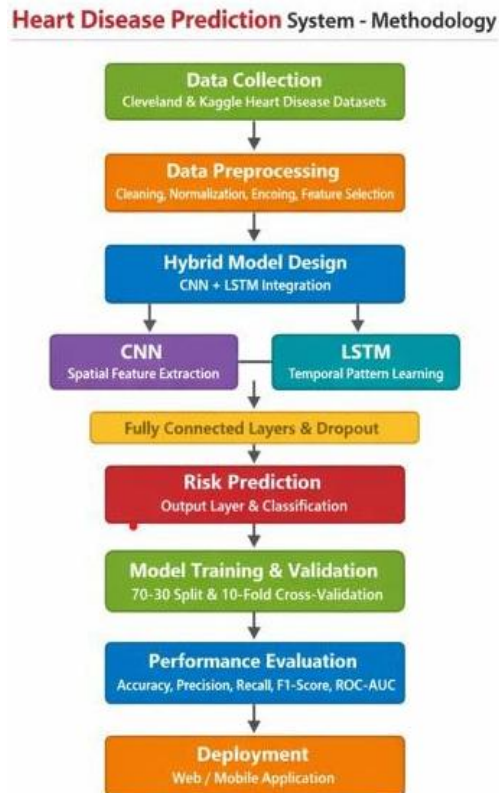 Heart Disease Prediction System - Methodology
Data Collection
Cleveland & Kaggle Heart Disease Datasets
Data Preprocessing
Cleaning, Normalization, Encoing, Feature Selection
Hybrid Model Design
CNN + LSTM Integration
CNN
Spatial Feature Extraction
LSTM
Temporal Pattern Learning
Fully Connected Layers & Dropout
Risk Prediction
Output Layer & Classification
Model Training & Validation
70-30 Split & 10-Fold Cross-Validation
Performance Evaluation
Accuracy, Precision, Recall, F1-Score, ROC-AUC
Deployment
Web / Mobile Application